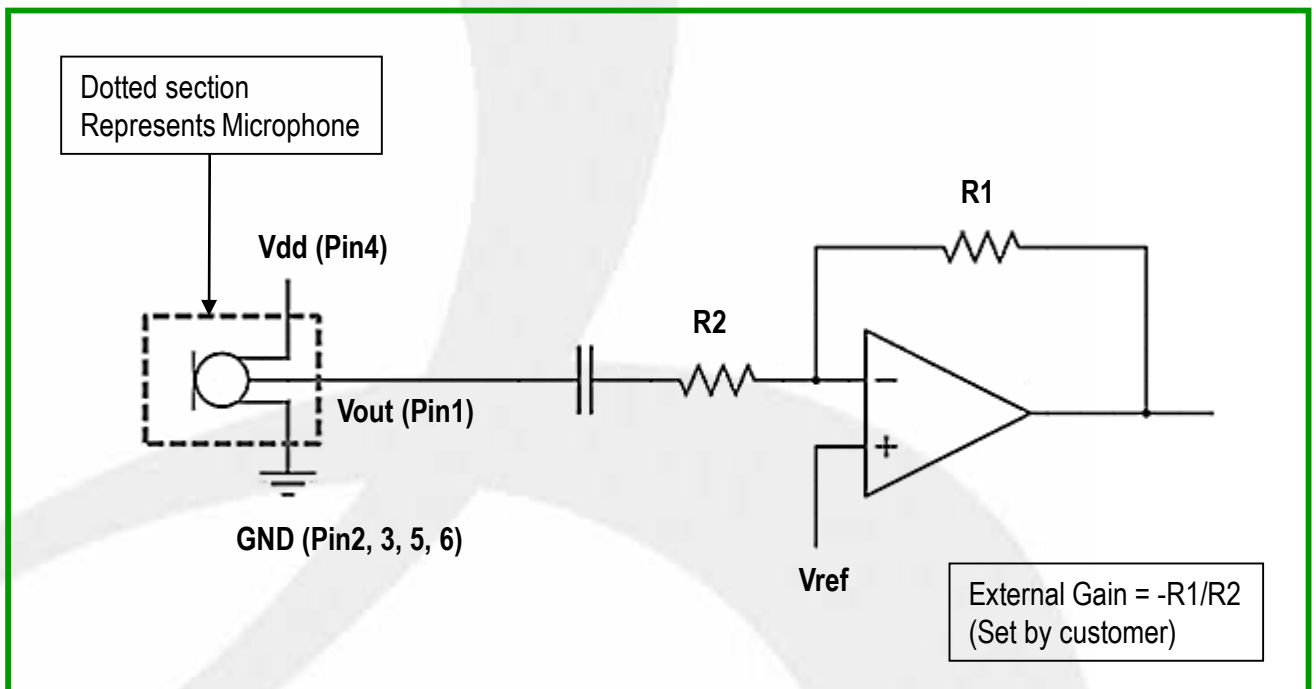 Dotted section
Represents Microphone
R1
Vdd (Pin4)
R2
Vout (Pin1)
GND (Pin2, 3, 5, 6)
Vref
External Gain = -R1/R2
(Set by customer)